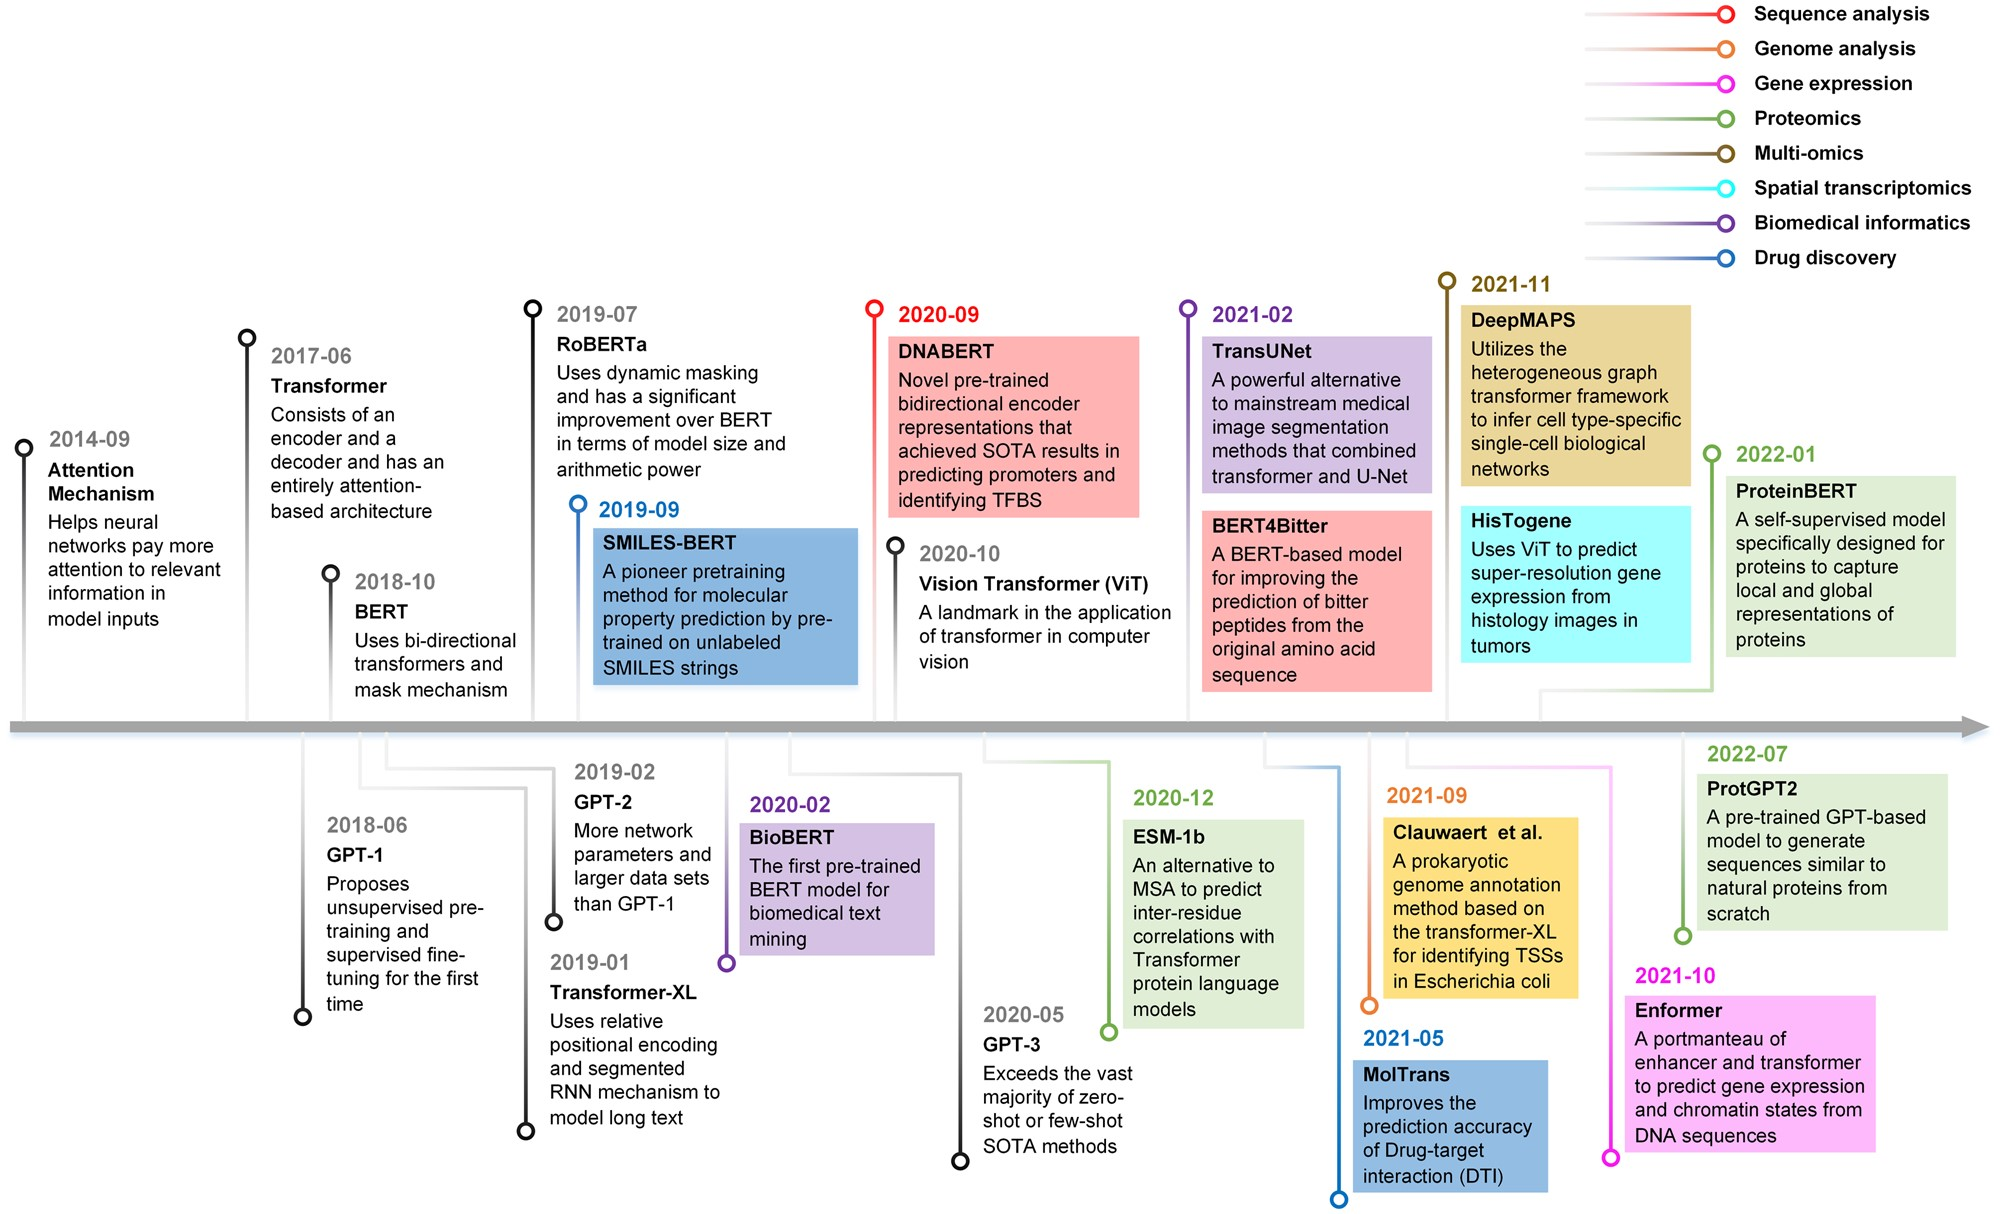 Sequence analysis
Genome analysis
Gene expression
Proteomics
Multi-omics
Spatial transcriptomics
Biomedical informatics
Drug discovery
2014-09
Attention
Mechanism
Helps neural
networks pay more
attention to relevant
information in
model inputs
2017-06
Transformer
Consists of an
encoder and a
decoder and has an
entirely attention-
based architecture
2018-10
BERT
Uses bi-directional
transformers and
mask mechanism
2019-07
RoBERTa
Uses dynamic masking
and has a significant
improvement over BERT
in terms of model size and
arithmetic power
2019-09
SMILES-BERT
A pioneer pretraining
method for molecular
property prediction by pre-
trained on unlabeled
SMILES strings
2020-09
DNABERT
Novel pre-trained
bidirectional encoder
representations that
achieved SOTA results in
predicting promoters and
identifying TFBS
2020-10
Vision Transformer (ViT)
A landmark in the application
of transformer in computer
vision
2021-02
TransUNet
A powerful alternative
to mainstream medical
image segmentation
methods that combined
transformer and U-Net
BERT4Bitter
A BERT-based model
for improving the
prediction of bitter
peptides from the
original amino acid
sequence
2021-11
DeepMAPS
Utilizes the
heterogeneous graph
transformer framework
to infer cell type-specific
single-cell biological
networks
HisTogene
Uses ViT to predict
super-resolution gene
expression from
histology images in
tumors
2022-01
ProteinBERT
A self-supervised model
specifically designed for
proteins to capture
local and global
representations of
proteins
2018-06
GPT-1
Proposes
unsupervised pre-
training and
supervised fine-
tuning for the first
time
2019-02
GPT-2
More network
parameters and
larger data sets
than GPT-1
2019-01
Transformer-XL
Uses relative
positional encoding
and segmented
RNN mechanism to
model long text
2020-02
BioBERT
The first pre-trained
BERT model for
biomedical text
mining
2020-05
GPT-3
Exceeds the vast
majority of zero-
shot or few-shot
SOTA methods
2020-12
ESM-1b
An alternative to
MSA to predict
inter-residue
correlations with
Transformer
protein language
models
2021-09
Clauwaert et al.
A prokaryotic
genome annotation
method based on
the transformer-XL
for identifying TSSs
in Escherichia coli
2021-05
MolTrans
Improves the
prediction accuracy
of Drug-target
interaction (DTI)
2022-07
ProtGPT2
A pre-trained GPT-based
model to generate
sequences similar to
natural proteins from
scratch
2021-10
Enformer
A portmanteau of
enhancer and transformer
to predict gene expression
and chromatin states from
DNA sequences